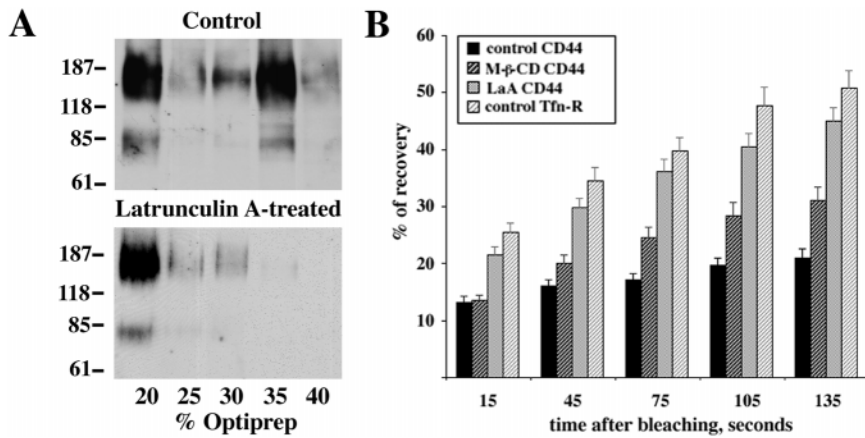 A
Control
187–
118–
85–
61–
Latrunculin A-treated
187–
118–
85–
61–
20 25 30 35 40
% Optiprep
B
60
50
40
30
20
10
% of recovery
control CD44
M-β-CD CD44
LaA CD44
control Tfn-R
15 45 75 105 135
time after bleaching, seconds